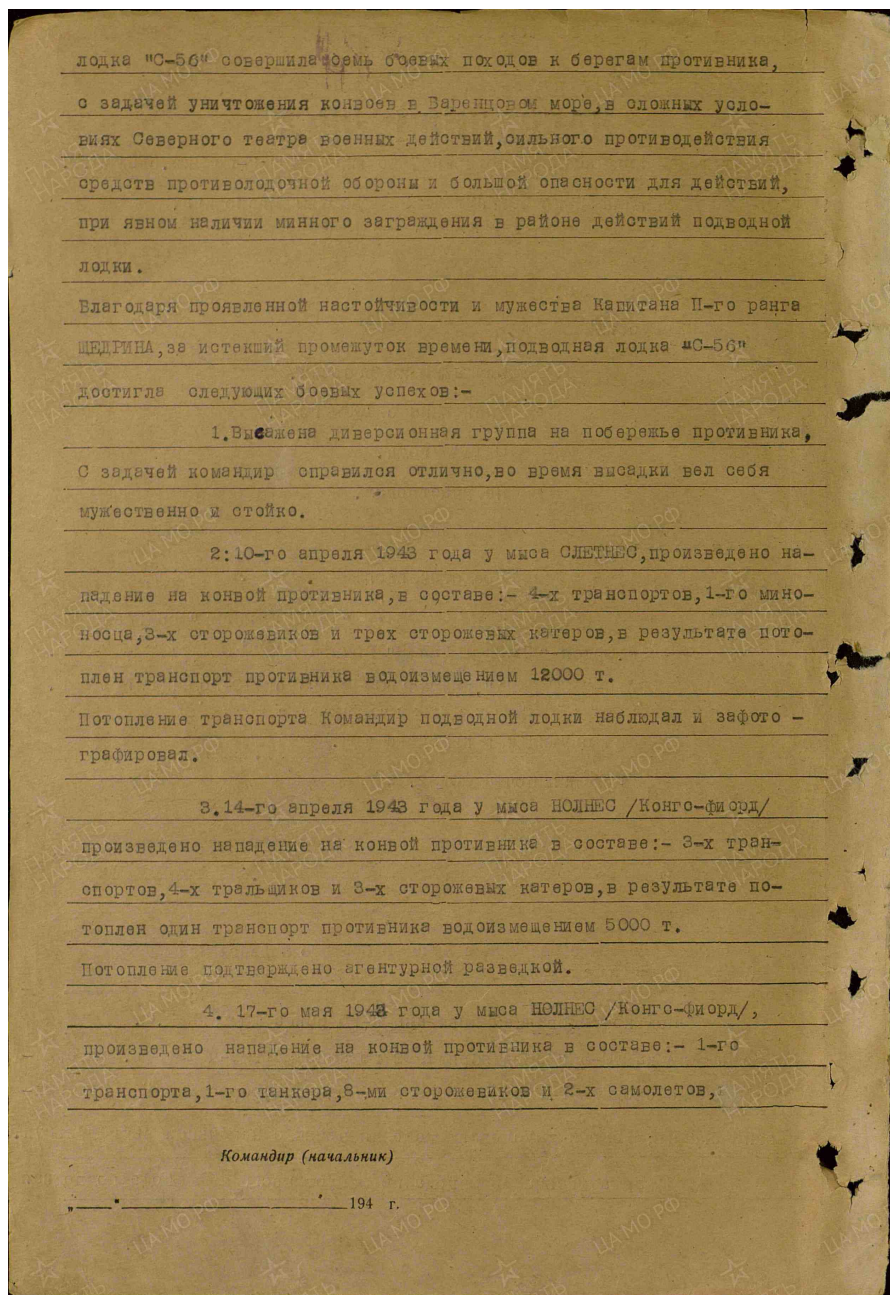 лодка "С-56" совершила семь боевых походов к берегам противника,
с задачей уничтожения конвоев в Варенцовом море,в сложных усло-
виях Северного театра военных действий,сильного противодействия
средств противолодочной обороны и большой опасности для действий,
при явном наличии минного заграждения в районе действий подводной
лодки.
Благодаря проявленной настойчивости и мужества Капитана П-го ранга
ЩЕДРИНА,за истекший промежуток времени,подводная лодка "С-56"
достигла следующих боевых успехов:-
1.Высажена диверсионная группа на побережье противника,
С задачей командир справился отлично,во время высадки вел себя
мужественно и стойко.
2:10-го апреля 1943 года у мыса СЛЕТНЕС,произведено на-
падение на конвой противника,в составе:- 4-х транспортов,1-го мино-
носца,3-х сторожевиков и трех сторожевых катеров,в результате пото-
плен транспорт противника водоизмещением 12000 т.
Потопление транспорта Командир подводной лодки наблюдал и зафото -
графировал.
3.14-го апреля 1943 года у мыса НОЛНЕС /Конго-фиорд/
произведено нападение на конвой противника в составе:- 3-х тран-
спортов,4-х тральщиков и 3-х сторожевых катеров,в результате по-
топлен один транспорт противника водоизмещением 5000 т.
Потопление подтверждено агентурной разведкой.
4. 17-го мая 1943 года у мыса НОЛНЕС /Конго-фиорд/,
произведено нападение на конвой противника в составе:- 1-го
транспорта,1-го танкера,8-ми сторожевиков и 2-х самолетов,
Командир (начальник)
„ " 194 г.